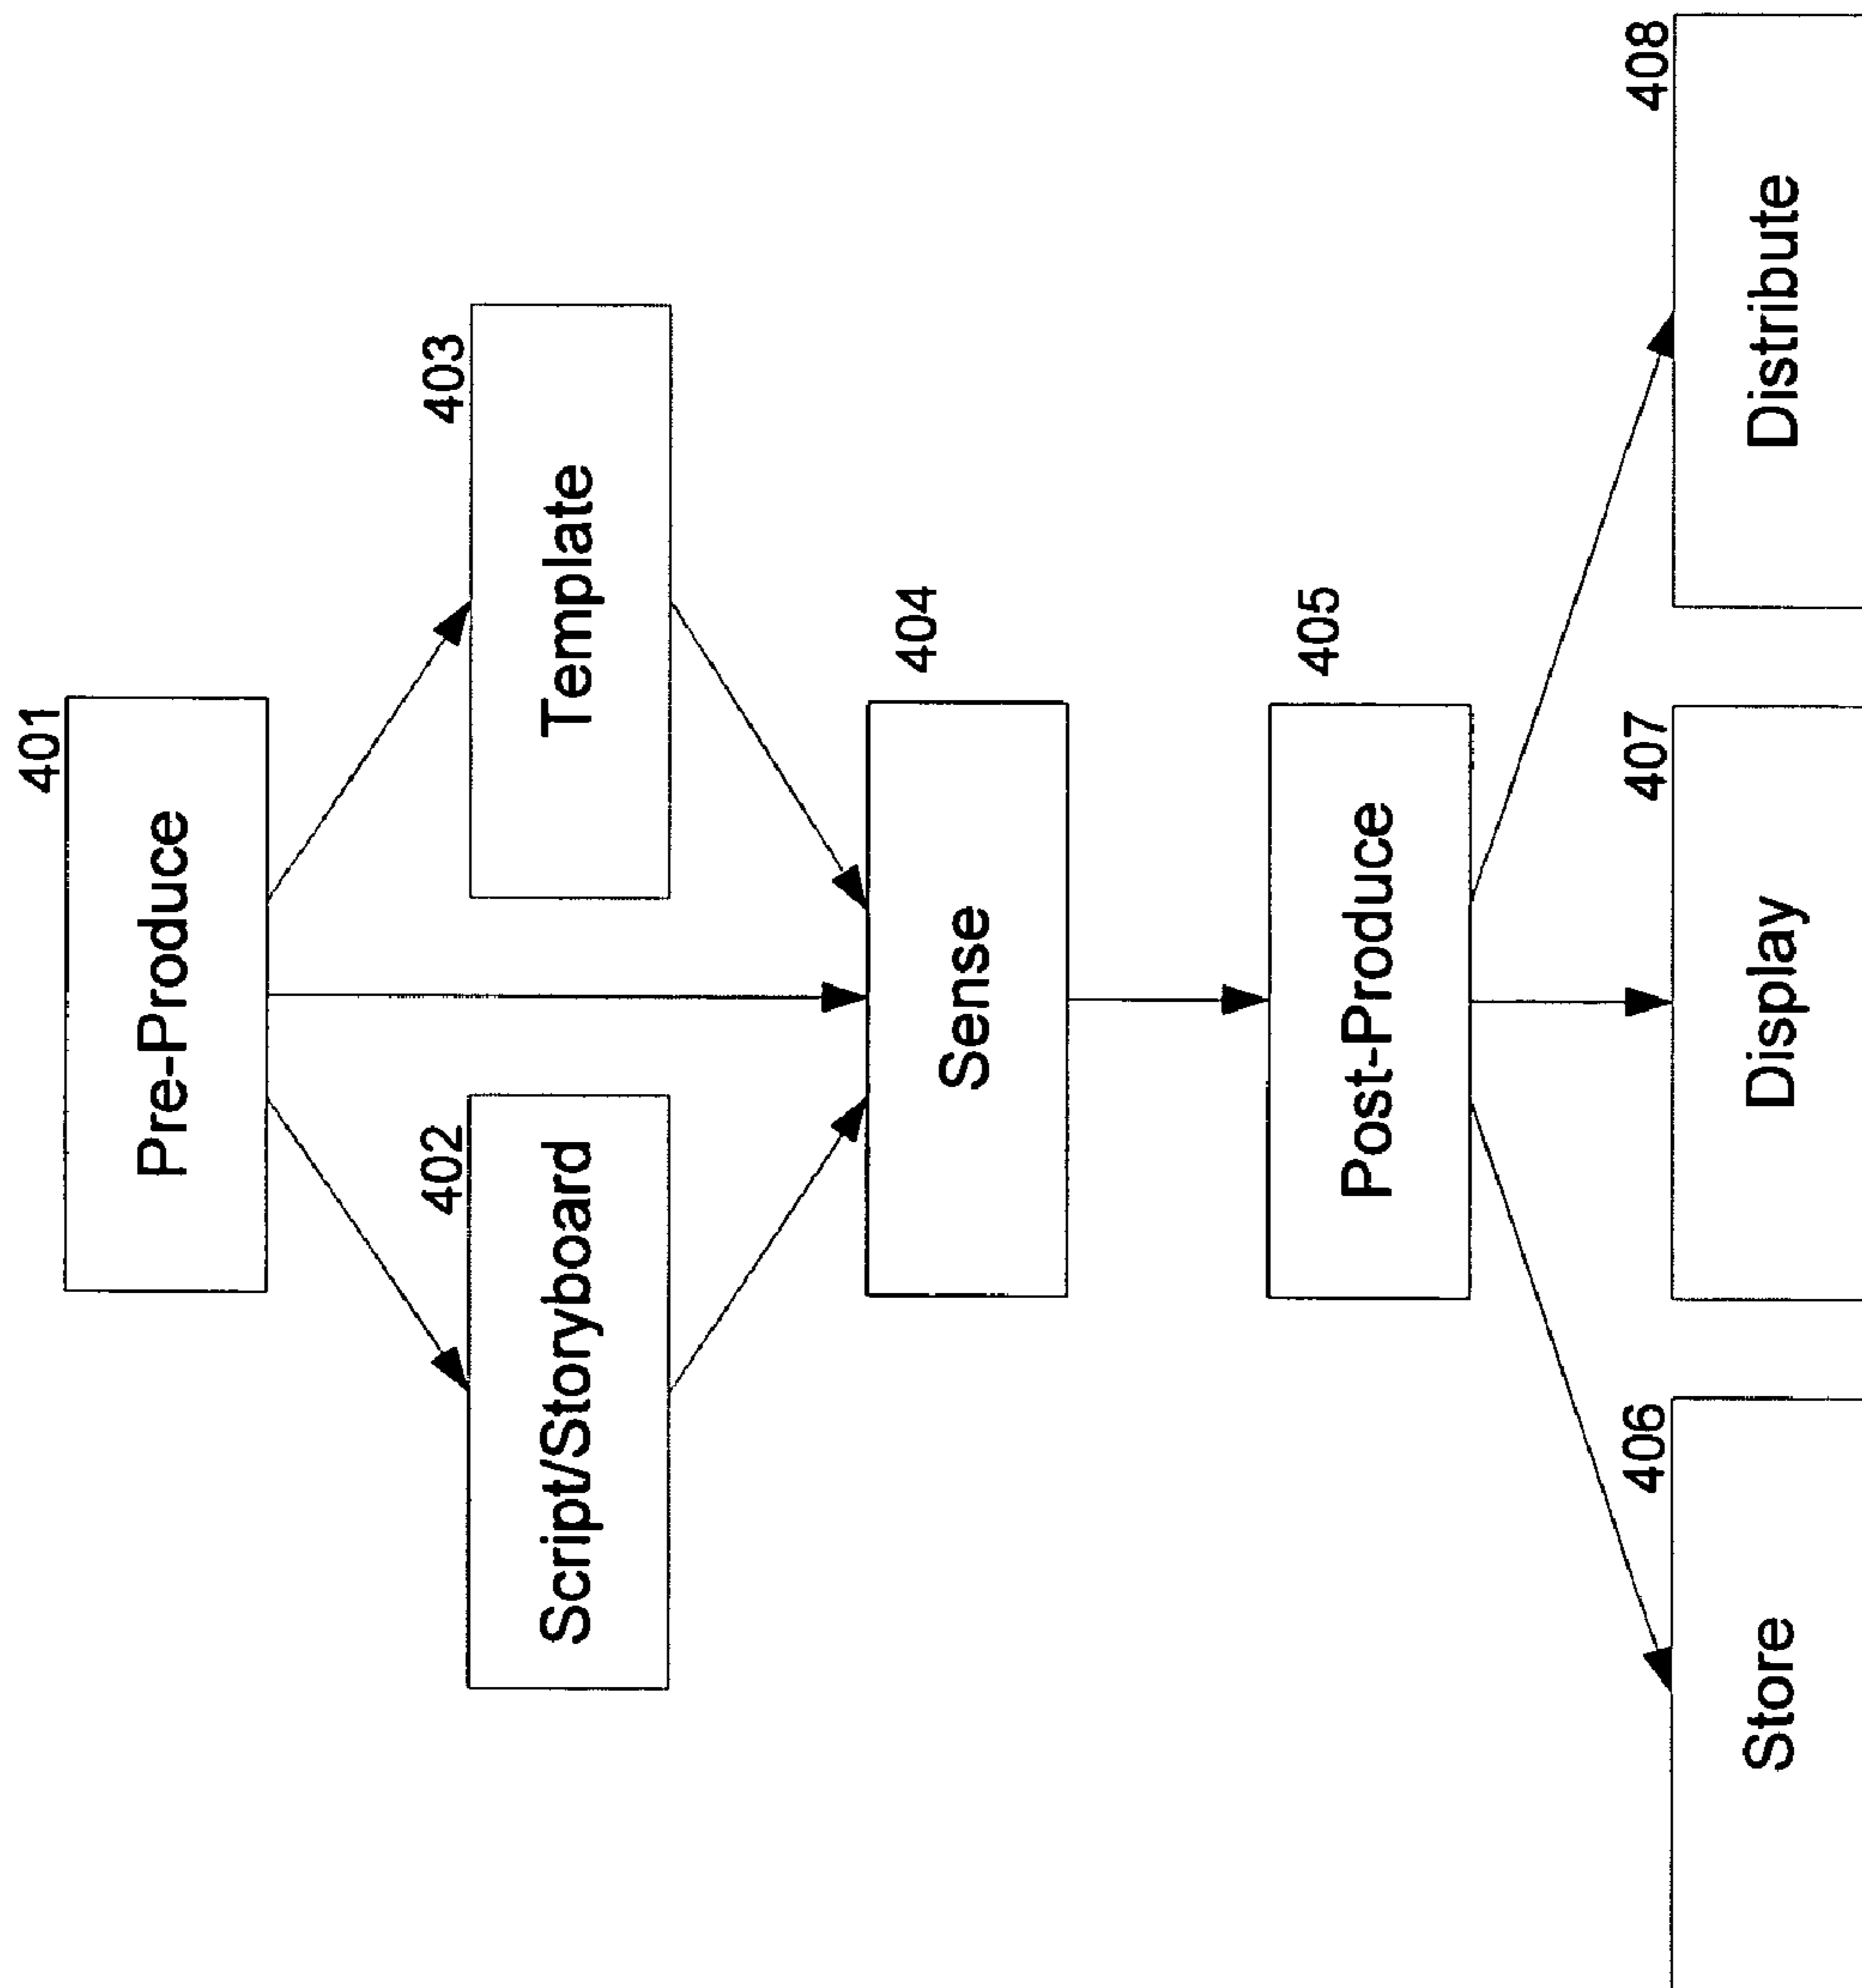 401
Pre-Produce
402
Script/Storyboard
403
Template
404
Sense
405
Post-Produce
406
Store
407
Display
408
Distribute